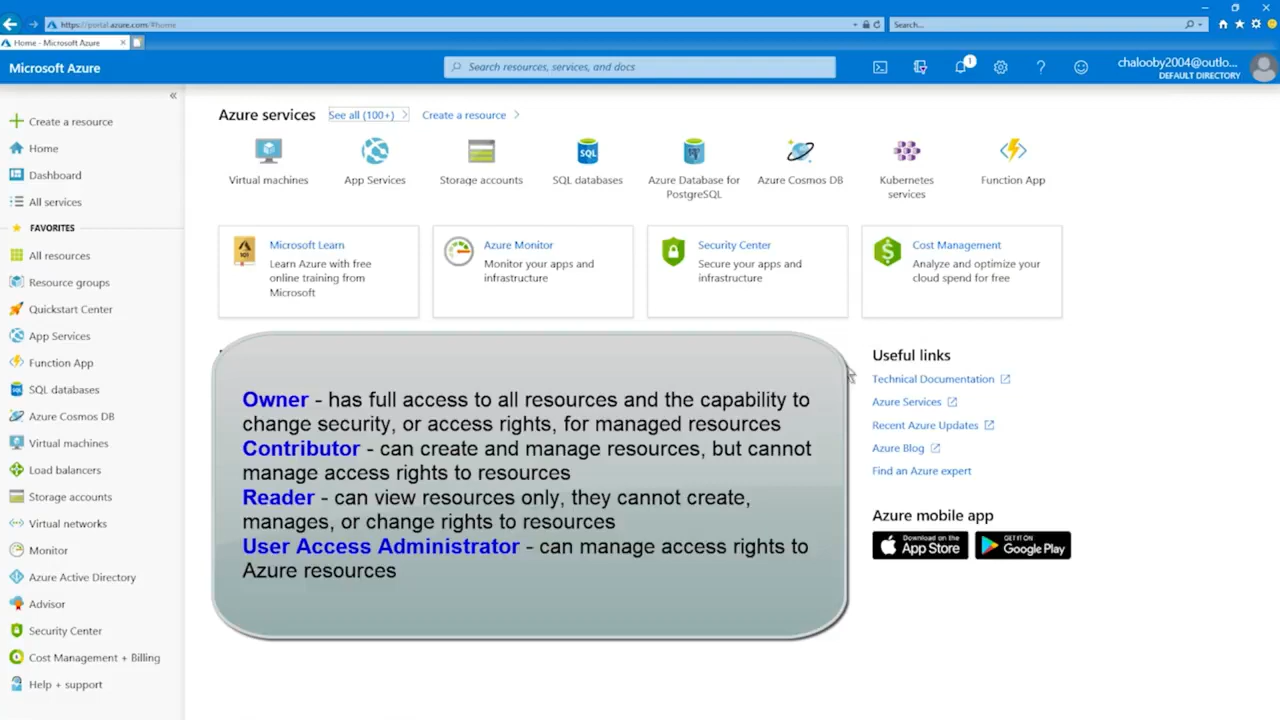 https://portal.azure.com/#home
Search...
Home - Microsoft Azure
Microsoft Azure
Search resources, services, and docs
1
chalooby2004@outlo...
DEFAULT DIRECTORY
Create a resource
Home
Dashboard
All services
FAVORITES
All resources
Resource groups
Quickstart Center
App Services
Function App
SQL databases
Azure Cosmos DB
Virtual machines
Load balancers
Storage accounts
Virtual networks
Monitor
Azure Active Directory
Advisor
Security Center
Cost Management + Billing
Help + support
Azure services
See all (100+)
Create a resource
Virtual machines
App Services
Storage accounts
SQL
SQL databases
Azure Database for
PostgreSQL
Azure Cosmos DB
Kubernetes
services
Function App
Microsoft Learn
Learn Azure with free
online training from
Microsoft
Azure Monitor
Monitor your apps and
infrastructure
Security Center
Secure your apps and
infrastructure
Cost Management
Analyze and optimize your
cloud spend for free
Owner - has full access to all resources and the capability to
change security, or access rights, for managed resources
Contributor - can create and manage resources, but cannot
manage access rights to resources
Reader - can view resources only, they cannot create,
manages, or change rights to resources
User Access Administrator - can manage access rights to
Azure resources
Useful links
Technical Documentation
Azure Services
Recent Azure Updates
Azure Blog
Find an Azure expert
Azure mobile app
Download on the
App Store
GET IT ON
Google Play